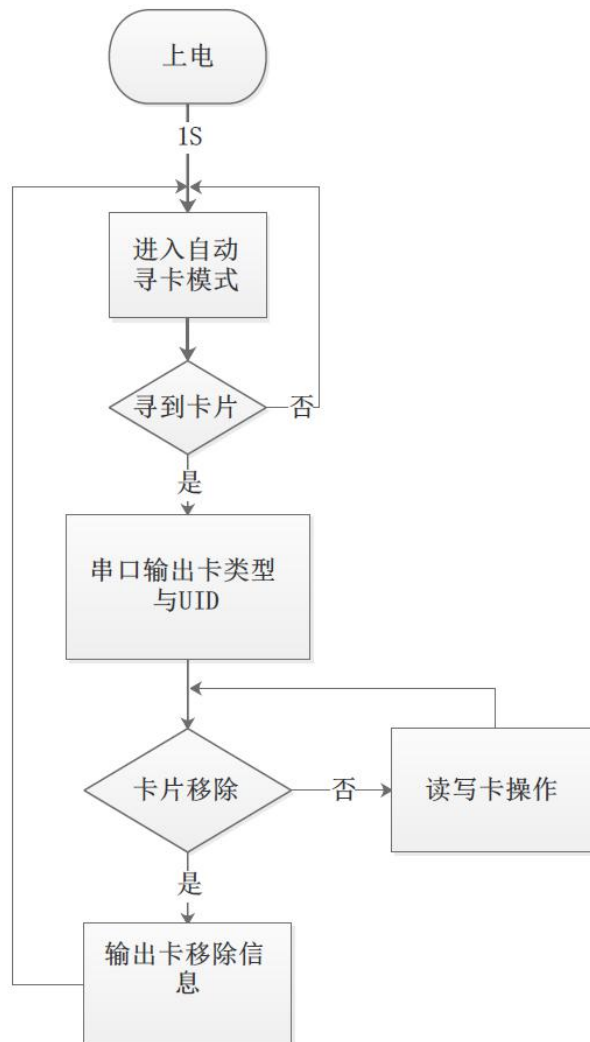 上电
1S
进入自动
寻卡模式
寻到卡片
否
是
串口输出卡类型
与UID
卡片移除
否
读写卡操作
是
输出卡移除信
息